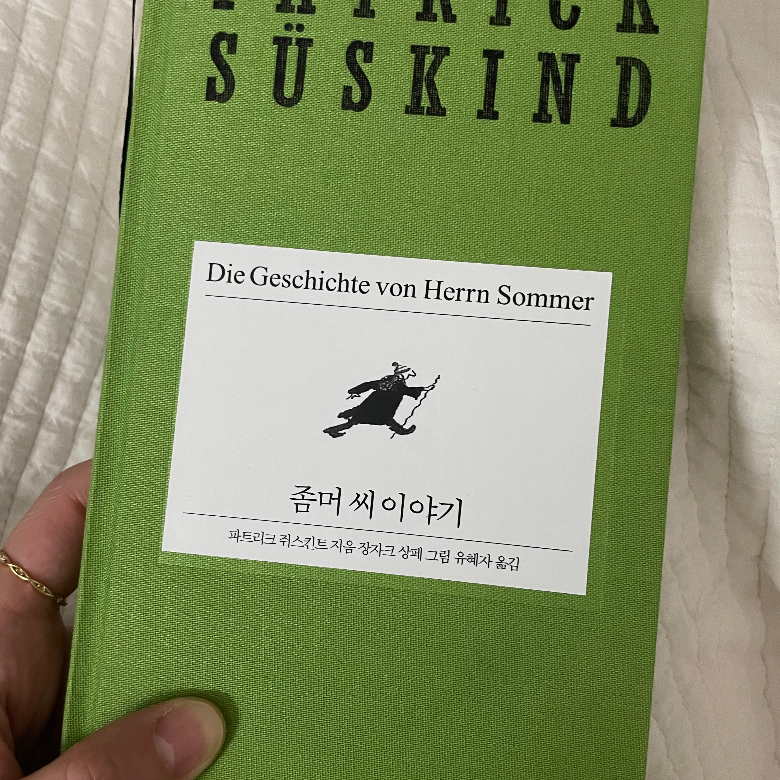 PATRICK
SÜSKIND
Die Geschichte von Herrn Sommer
좀머 씨 이야기
파트리크 쥐스킨트 지음 장자크 상페 그림 유혜자 옮김